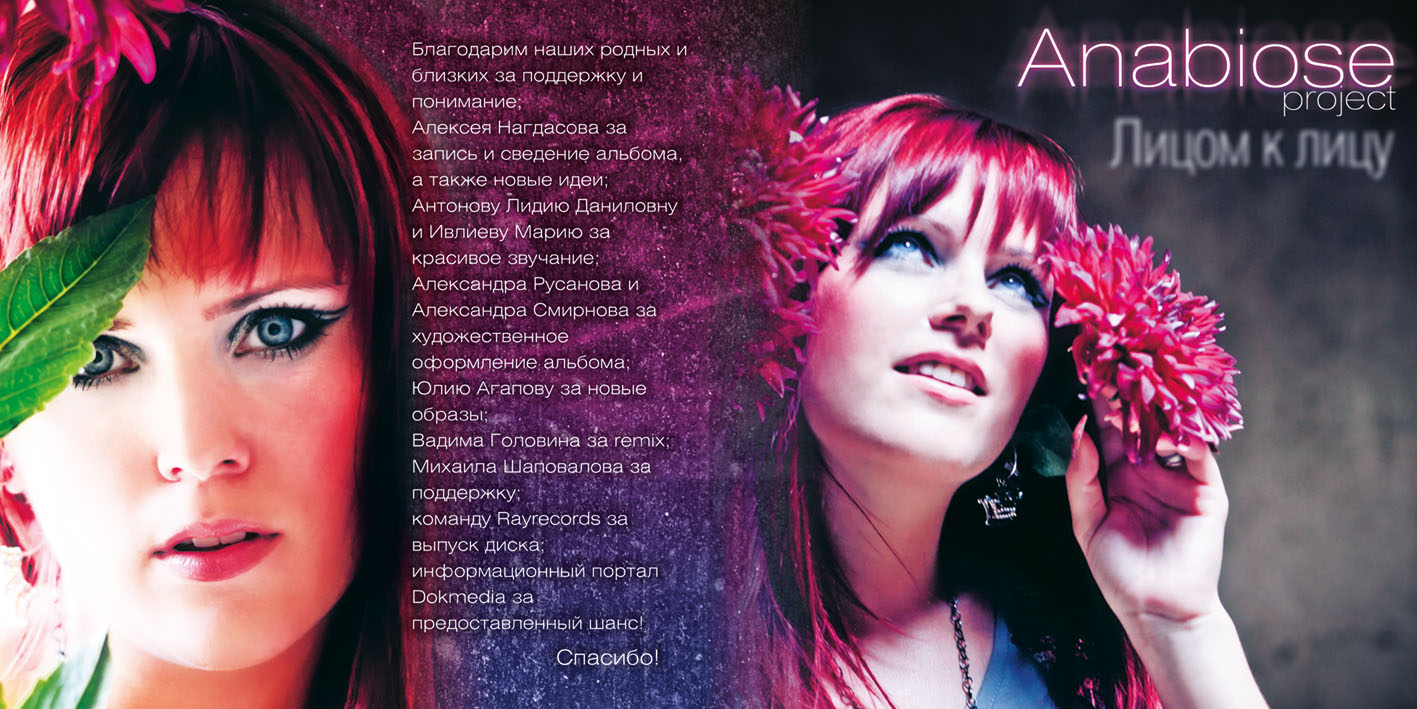 Благодарим наших родных и
близких за поддержку и
понимание;
Алексея Нагдасова за
запись и сведение альбома,
а также новые идеи;
Антонову Лидию Даниловну
и Ивлиеву Марию за
красивое звучание;
Александра Русанова и
Александра Смирнова за
художественное
оформление альбома;
Юлию Агапову за новые
образы;
Вадима Головина за remix;
Михаила Шаповалова за
поддержку;
команду Rayrecords за
выпуск диска;
информационный портал
Dokmedia за
предоставленный шанс!
Спасибо!
Anabiose
project
Лицом к лицу